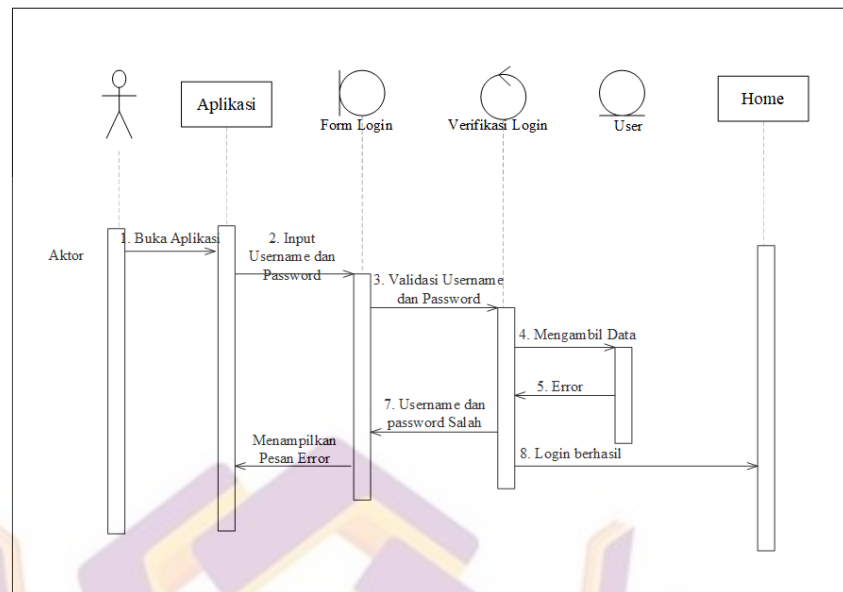 Aplikasi
Form Login
Verifikasi Login
User
Home
Aktor
1. Buka Aplikasi
2. Input
Username dan
Password
3. Validasi Username
dan Password
4. Mengambil Data
5. Error
7. Username dan
password Salah
Menampilkan
Pesan Error
8. Login berhasil